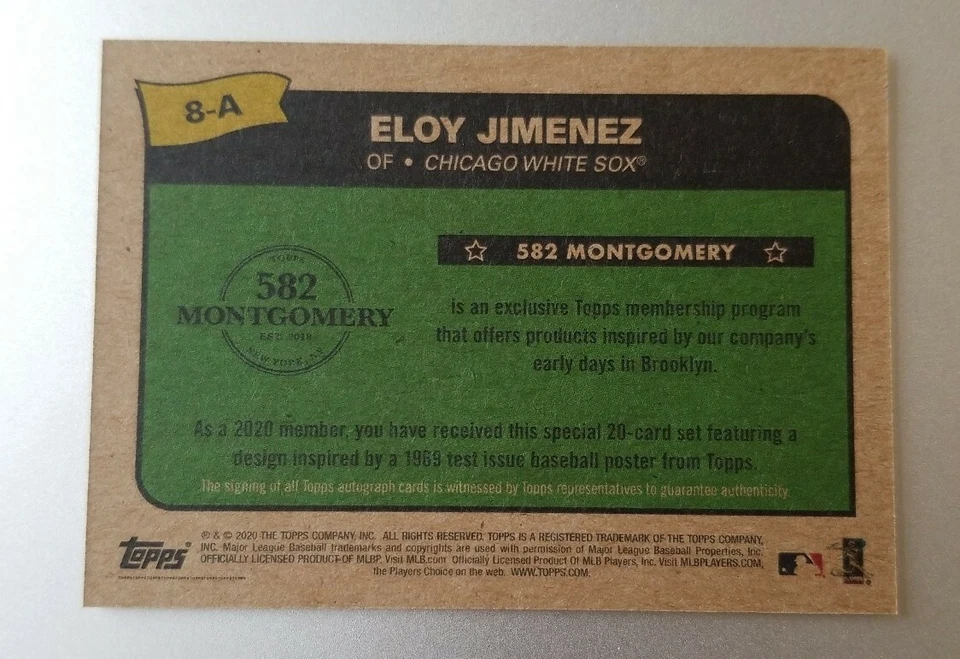 8-A
ELOY JIMENEZ
OF • CHICAGO WHITE SOX®
TOPPS
582
MONTGOMERY
EST. 2018
NEW YORK, NY
582 MONTGOMERY
is an exclusive Topps membership program
that offers products inspired by our company's
early days in Brooklyn.
As a 2020 member, you have received this special 20-card set featuring a
design inspired by a 1969 test issue baseball poster from Topps.
The signing of all Topps autograph cards is witnessed by Topps representatives to guarantee authenticity.
topps®
® & © 2020 THE TOPPS COMPANY, INC. ALL RIGHTS RESERVED. TOPPS IS A REGISTERED TRADEMARK OF THE TOPPS COMPANY,
INC. Major League Baseball trademarks and copyrights are used with permission of Major League Baseball Properties, Inc.
OFFICIALLY LICENSED PRODUCT OF MLBP. Visit MLB.com Officially Licensed Product Of MLB Players, Inc. Visit MLBPLAYERS.COM,
the Players Choice on the web. WWW.TOPPS.COM.